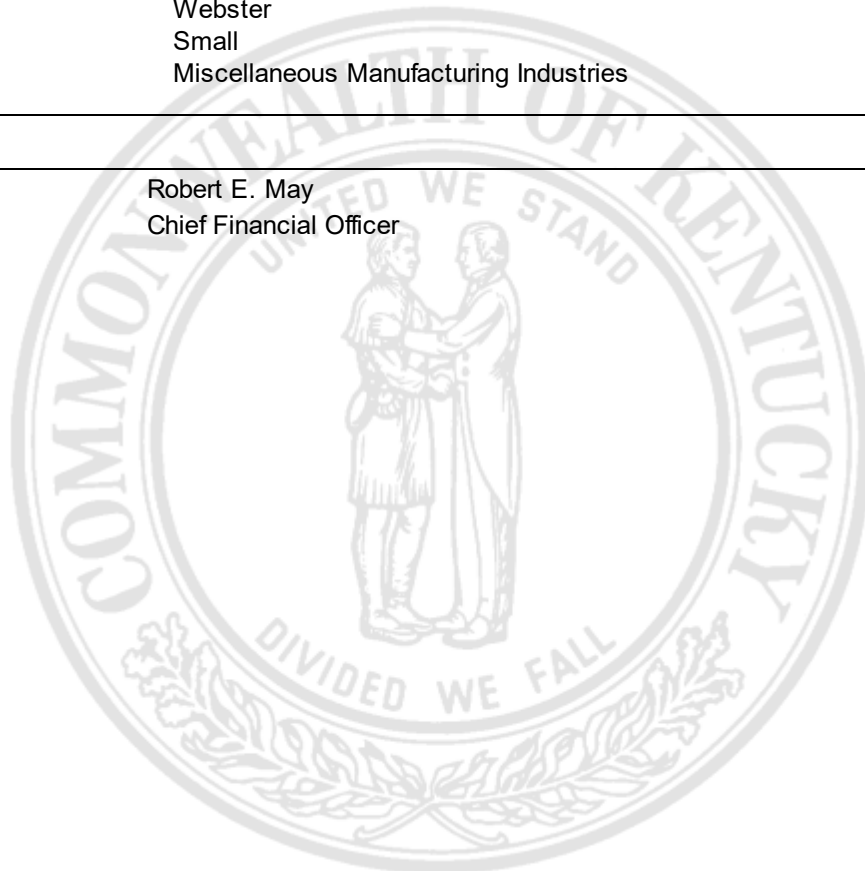 Webster
Small
Miscellaneous Manufacturing Industries
Robert E. May
Chief Financial Officer
COMMONWEALTH OF KENTUCKY
UNITED WE STAND
DIVIDED WE FALL